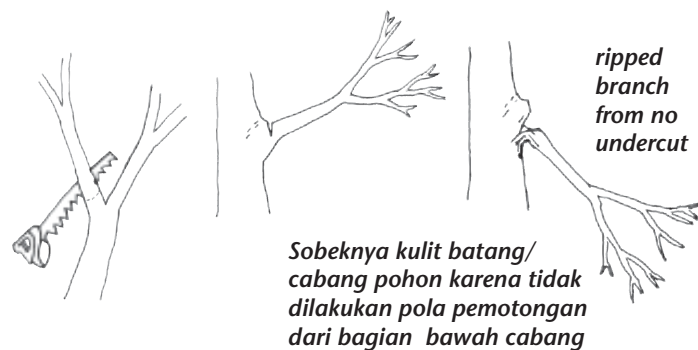 ripped
branch
from no
undercut
Sobeknya kulit batang/
cabang pohon karena tidak
dilakukan pola pemotongan
dari bagian bawah cabang